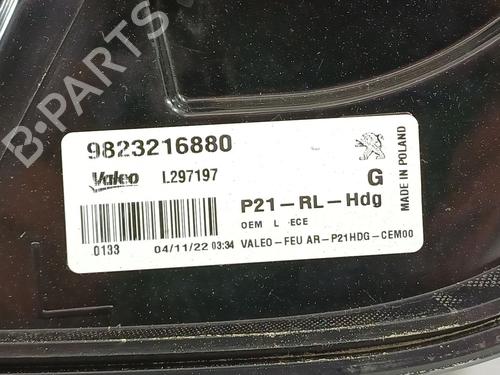 B-PARTS
9823216880
Valeo L297197
G
P21-RL-Hdg
OEM L ECE
0133 04/11/22 03:34 VALEO-FEU AR-P21HDG-CEM00
MADE IN POLAND